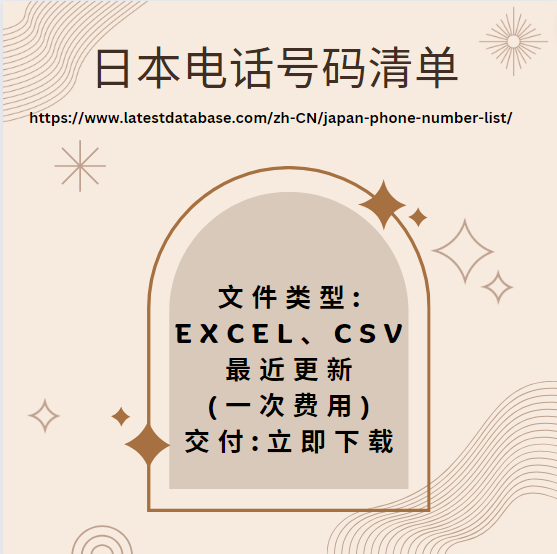 日本电话号码清单
https://www.latestdatabase.com/zh-CN/japan-phone-number-list/
文件类型:
EXCEL、CSV
最近更新
(一次费用)
交付:立即下载